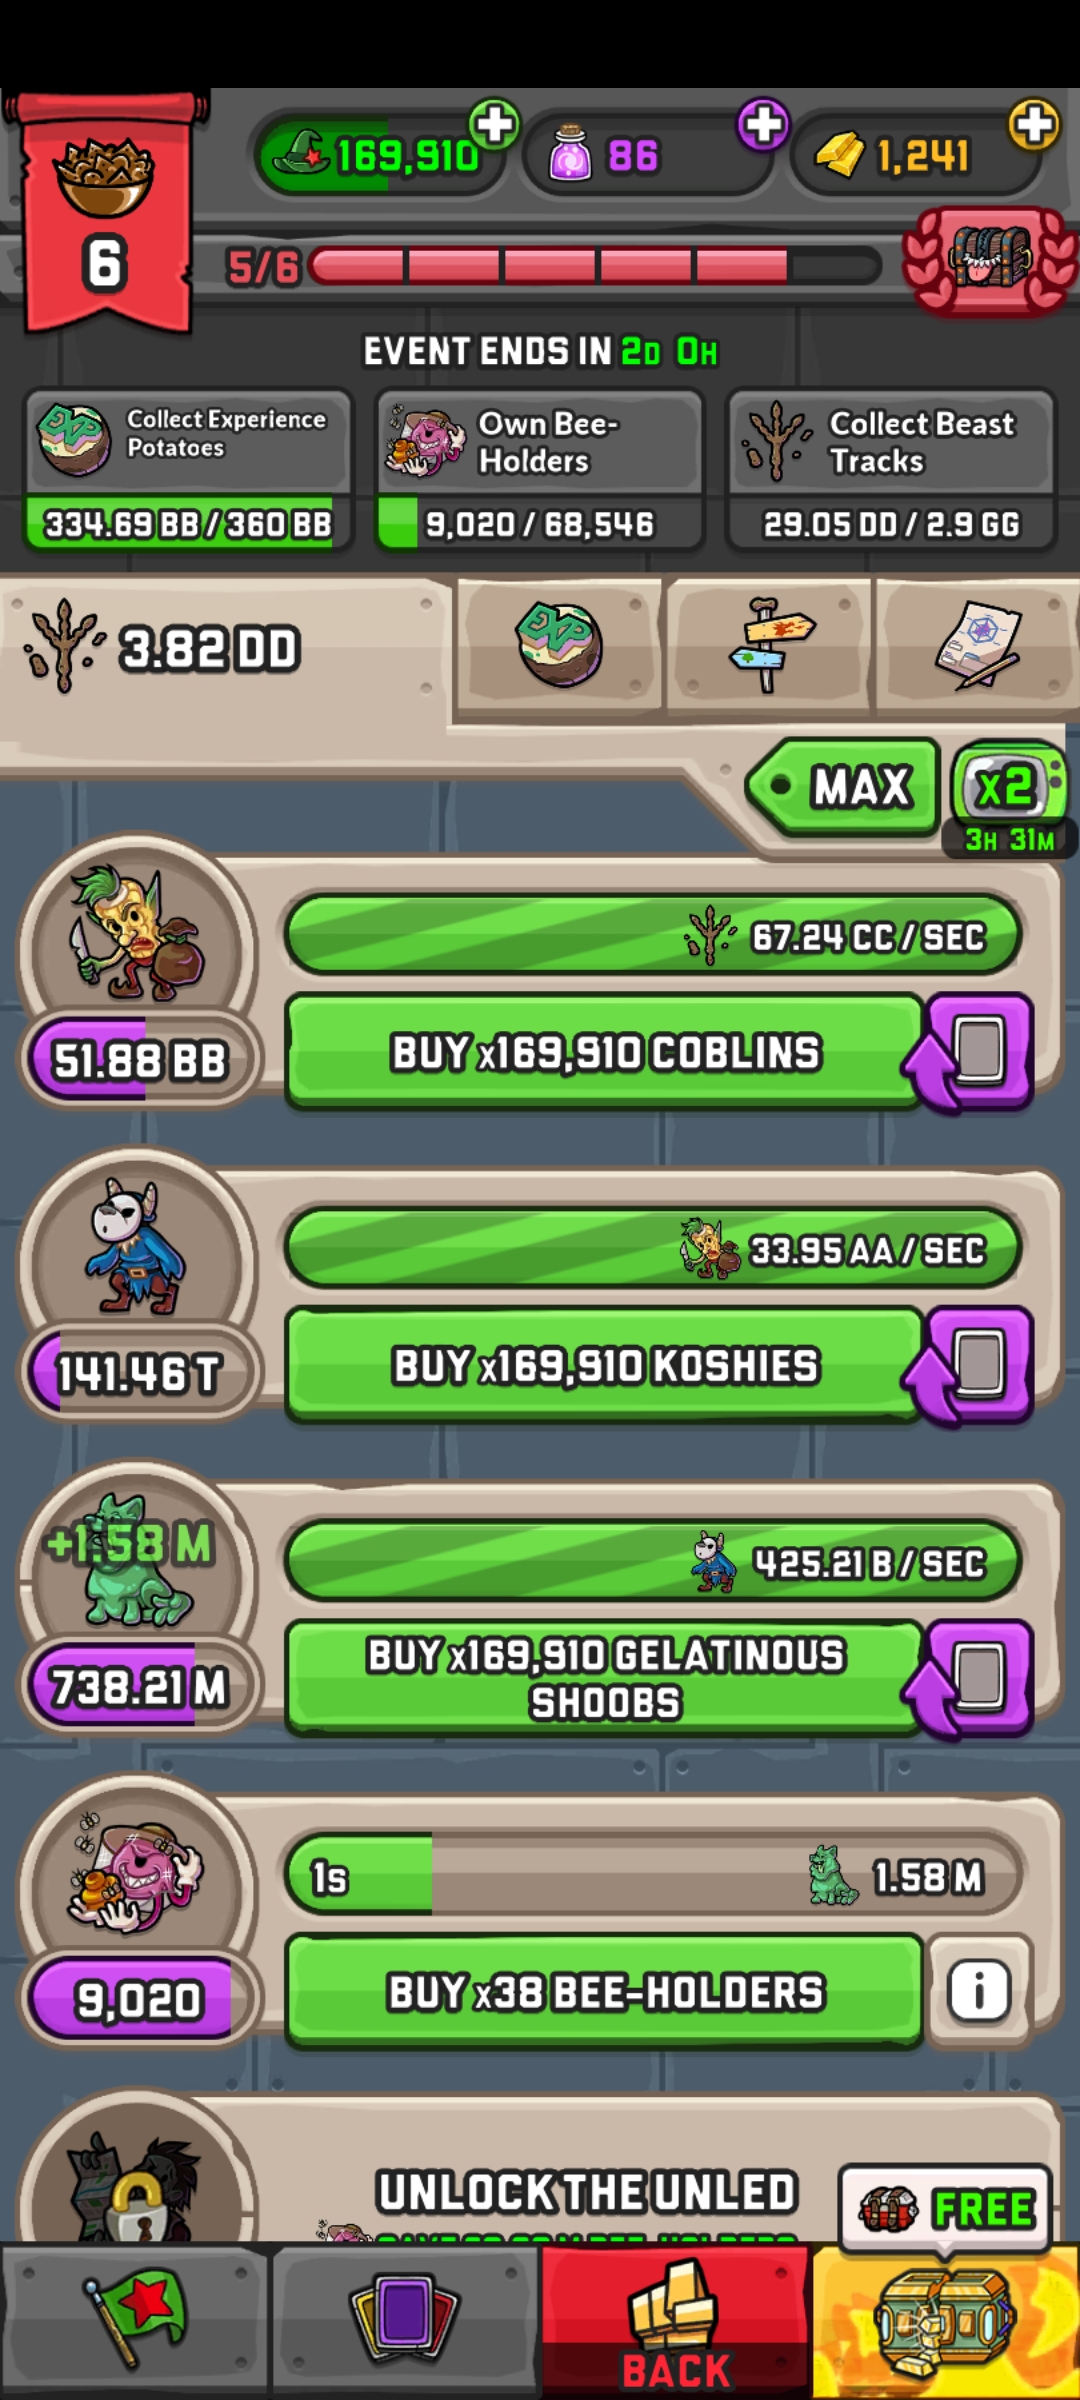 169,910
86
1,241
6
5/6
EVENT ENDS IN 2D 0H
Collect Experience
Potatoes
334.69 BB / 360 BB
Own Bee-
Holders
9,020 / 68,546
Collect Beast
Tracks
29.05 DD / 2.9 GG
3.82 DD
EXP
MAX
x2
3H 31M
67.24 CC / SEC
51.88 BB
BUY x169,910 COBLINS
33.95 AA / SEC
141.46 T
BUY x169,910 KOSHIES
+1.58 M
425.21 B / SEC
738.21 M
BUY x169,910 GELATINOUS
SHOOBS
1s
1.58 M
9,020
BUY x38 BEE-HOLDERS
i
UNLOCK THE UNLED
FREE
BACK